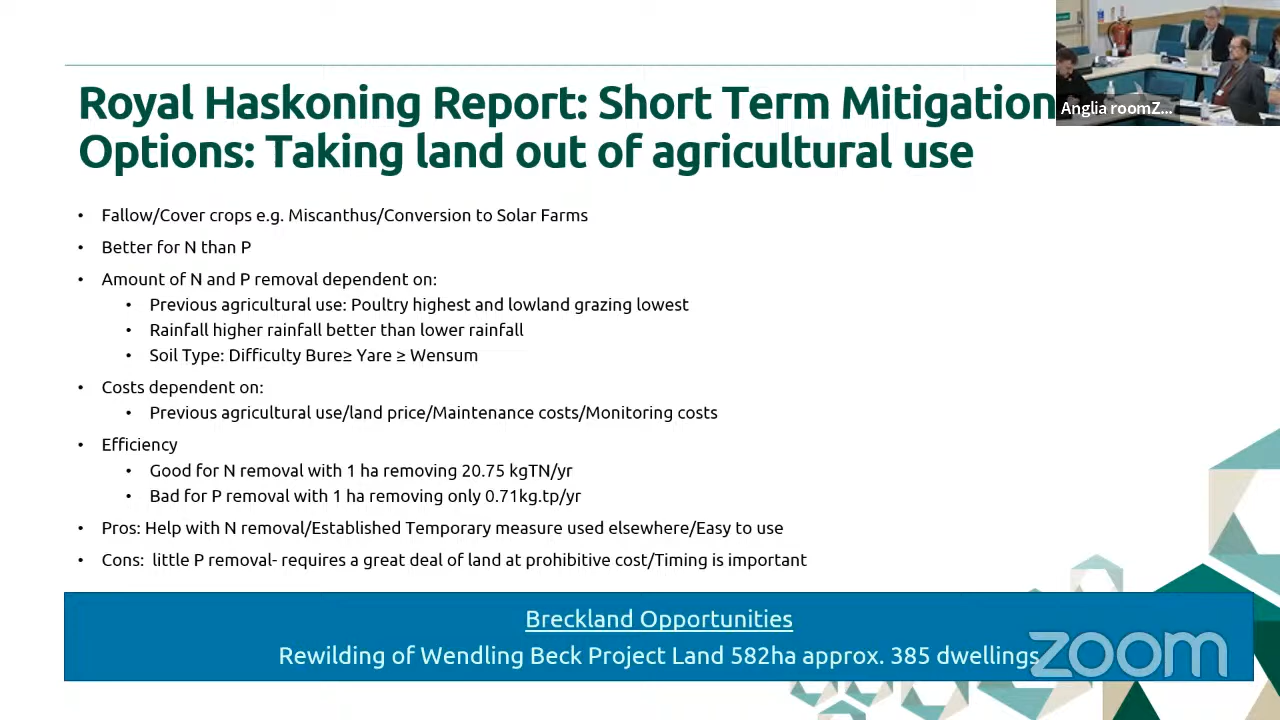 Royal Haskoning Report: Short Term Mitigation
Options: Taking land out of agricultural use
Anglia roomZ...
• Fallow/Cover crops e.g. Miscanthus/Conversion to Solar Farms
• Better for N than P
• Amount of N and P removal dependent on:
• Previous agricultural use: Poultry highest and lowland grazing lowest
• Rainfall higher rainfall better than lower rainfall
• Soil Type: Difficulty Bure≥ Yare ≥ Wensum
• Costs dependent on:
• Previous agricultural use/land price/Maintenance costs/Monitoring costs
• Efficiency
• Good for N removal with 1 ha removing 20.75 kgTN/yr
• Bad for P removal with 1 ha removing only 0.71kg.tp/yr
• Pros: Help with N removal/Established Temporary measure used elsewhere/Easy to use
• Cons: little P removal- requires a great deal of land at prohibitive cost/Timing is important
Breckland Opportunities
Rewilding of Wendling Beck Project Land 582ha approx. 385 dwellings
zoom